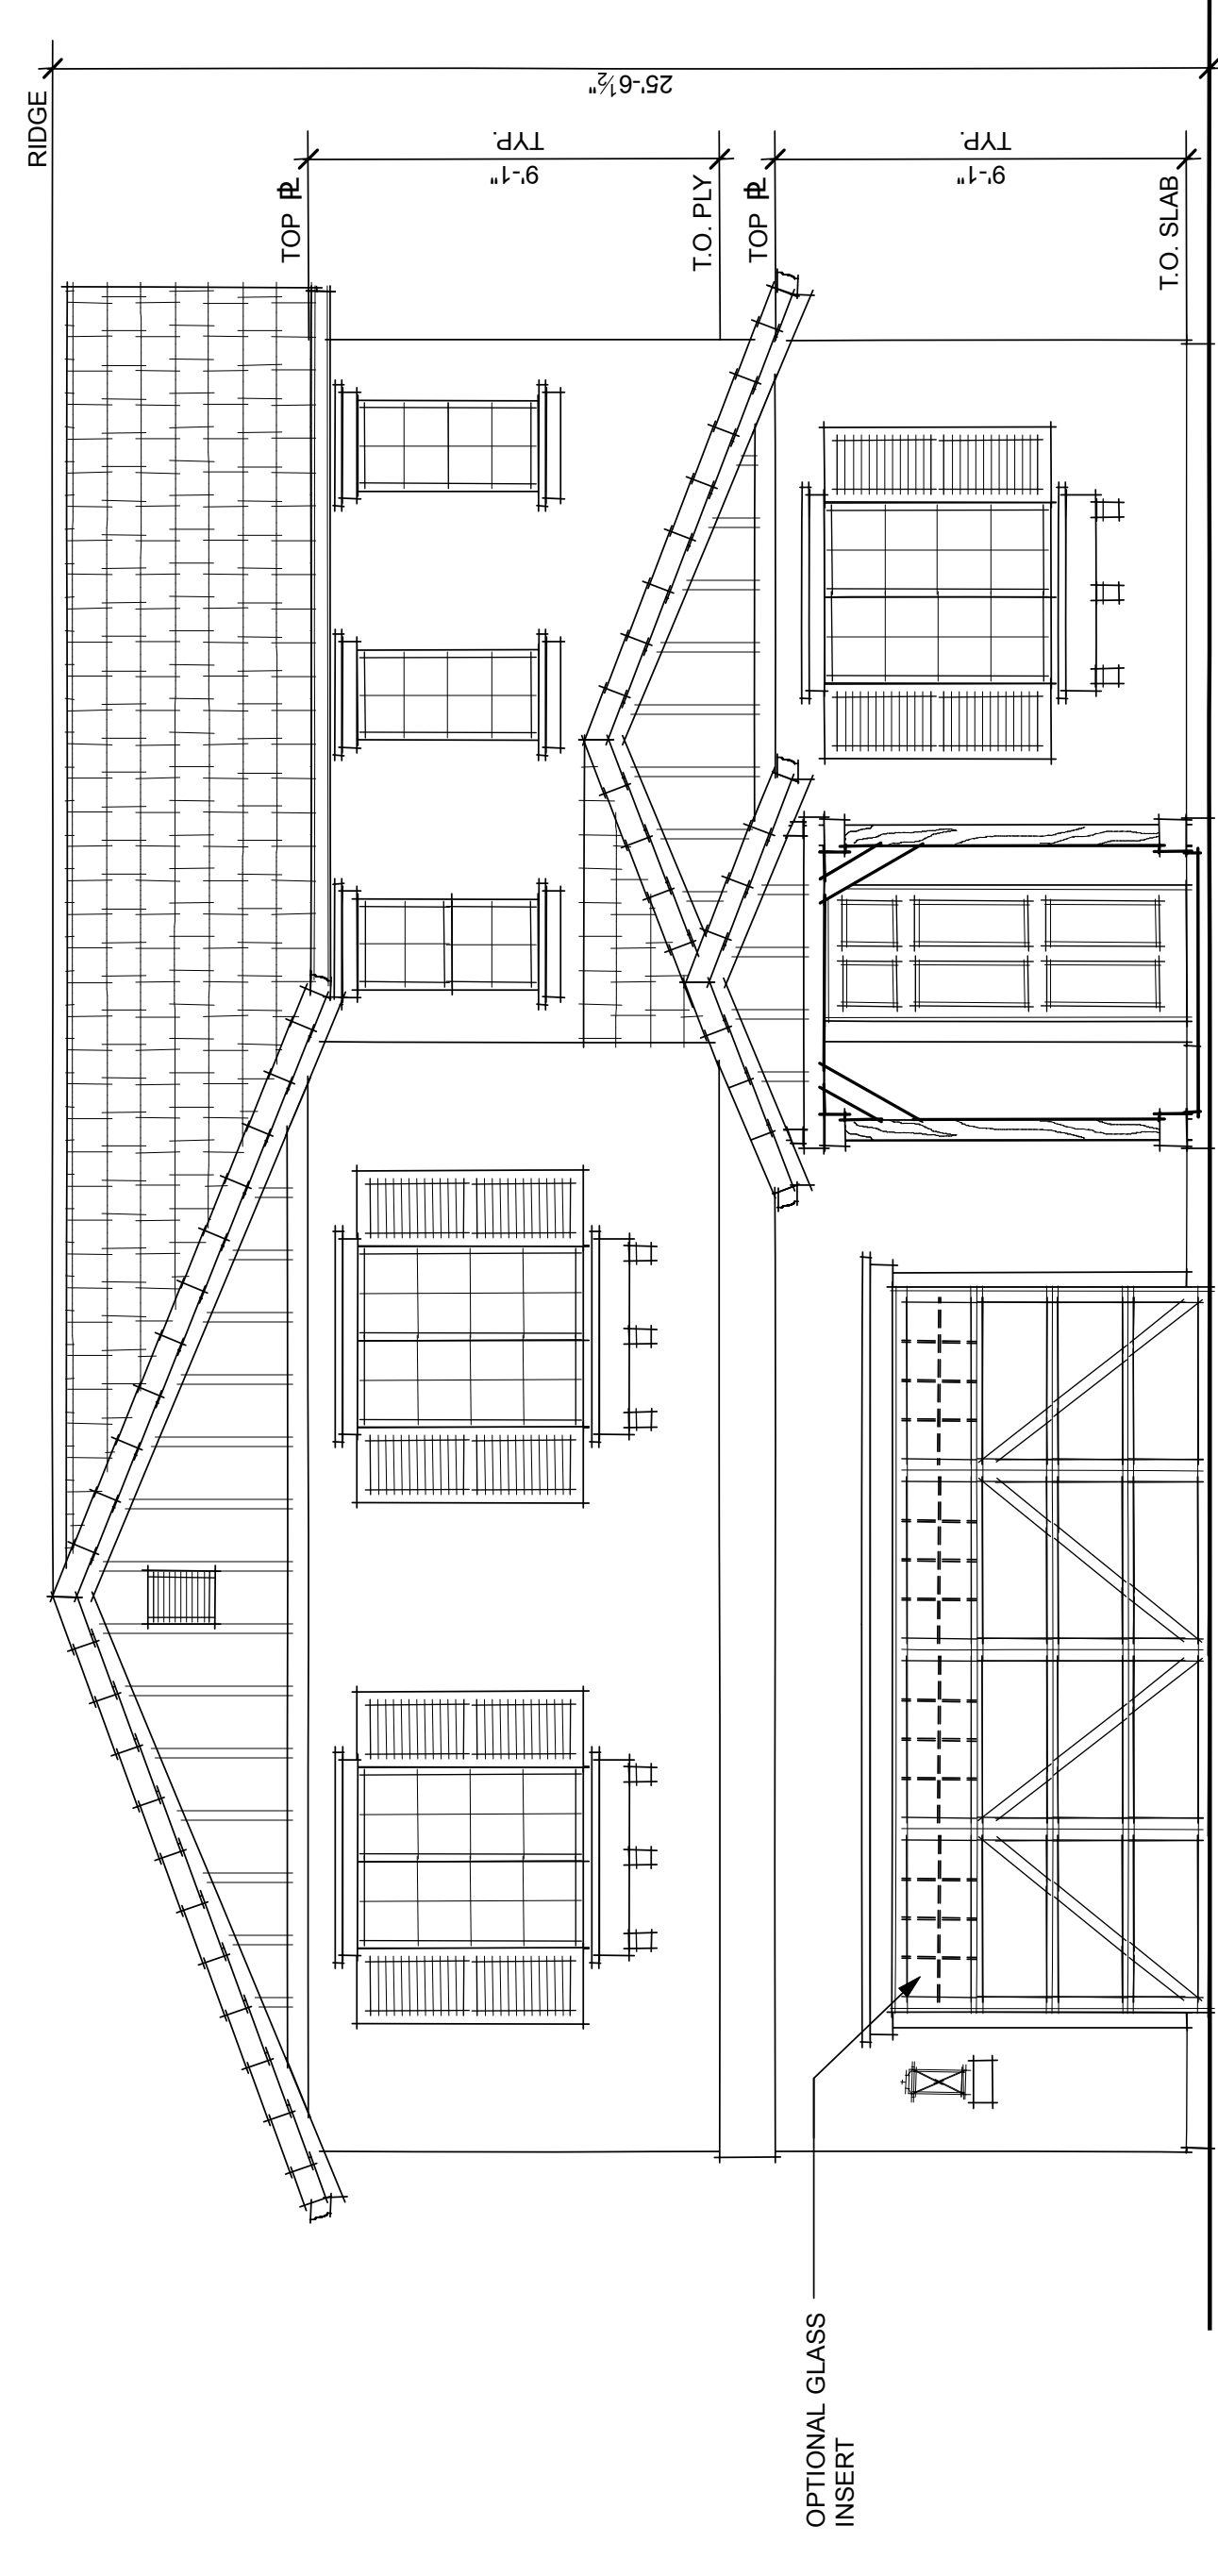 RIDGE
25'-6½"
TOP PL
9'-1"
TYP.
T.O. PLY
TOP PL
9'-1"
TYP.
T.O. SLAB
OPTIONAL GLASS
INSERT